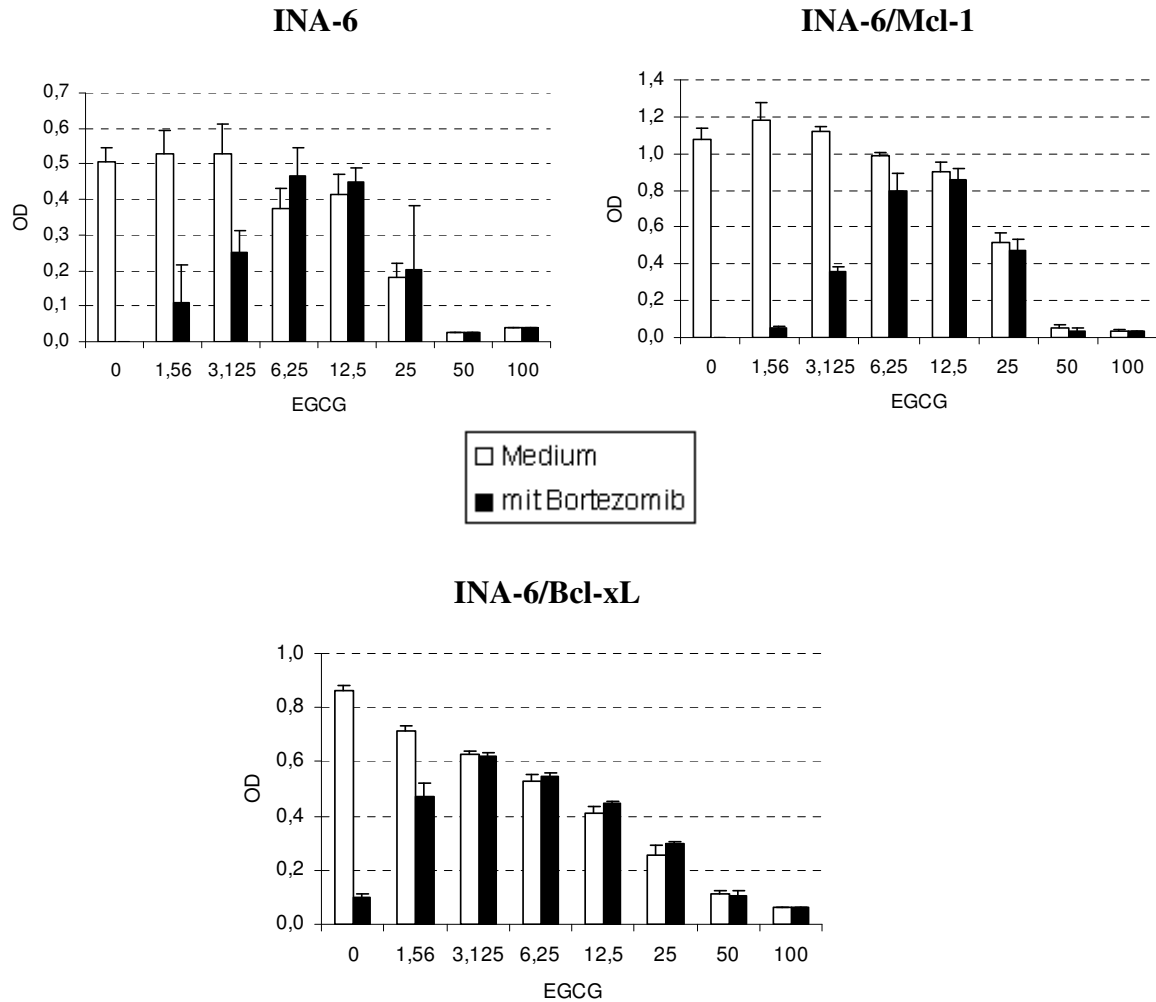 INA-6
INA-6/Mcl-1
0,7
0,6
0,5
0,4
0,3
0,2
0,1
0,0
OD
0 1,56 3,125 6,25 12,5 25 50 100
EGCG
1,4
1,2
1,0
0,8
0,6
0,4
0,2
0,0
OD
0 1,56 3,125 6,25 12,5 25 50 100
EGCG
Medium
mit Bortezomib
INA-6/Bcl-xL
1,0
0,8
0,6
0,4
0,2
0,0
OD
0 1,56 3,125 6,25 12,5 25 50 100
EGCG